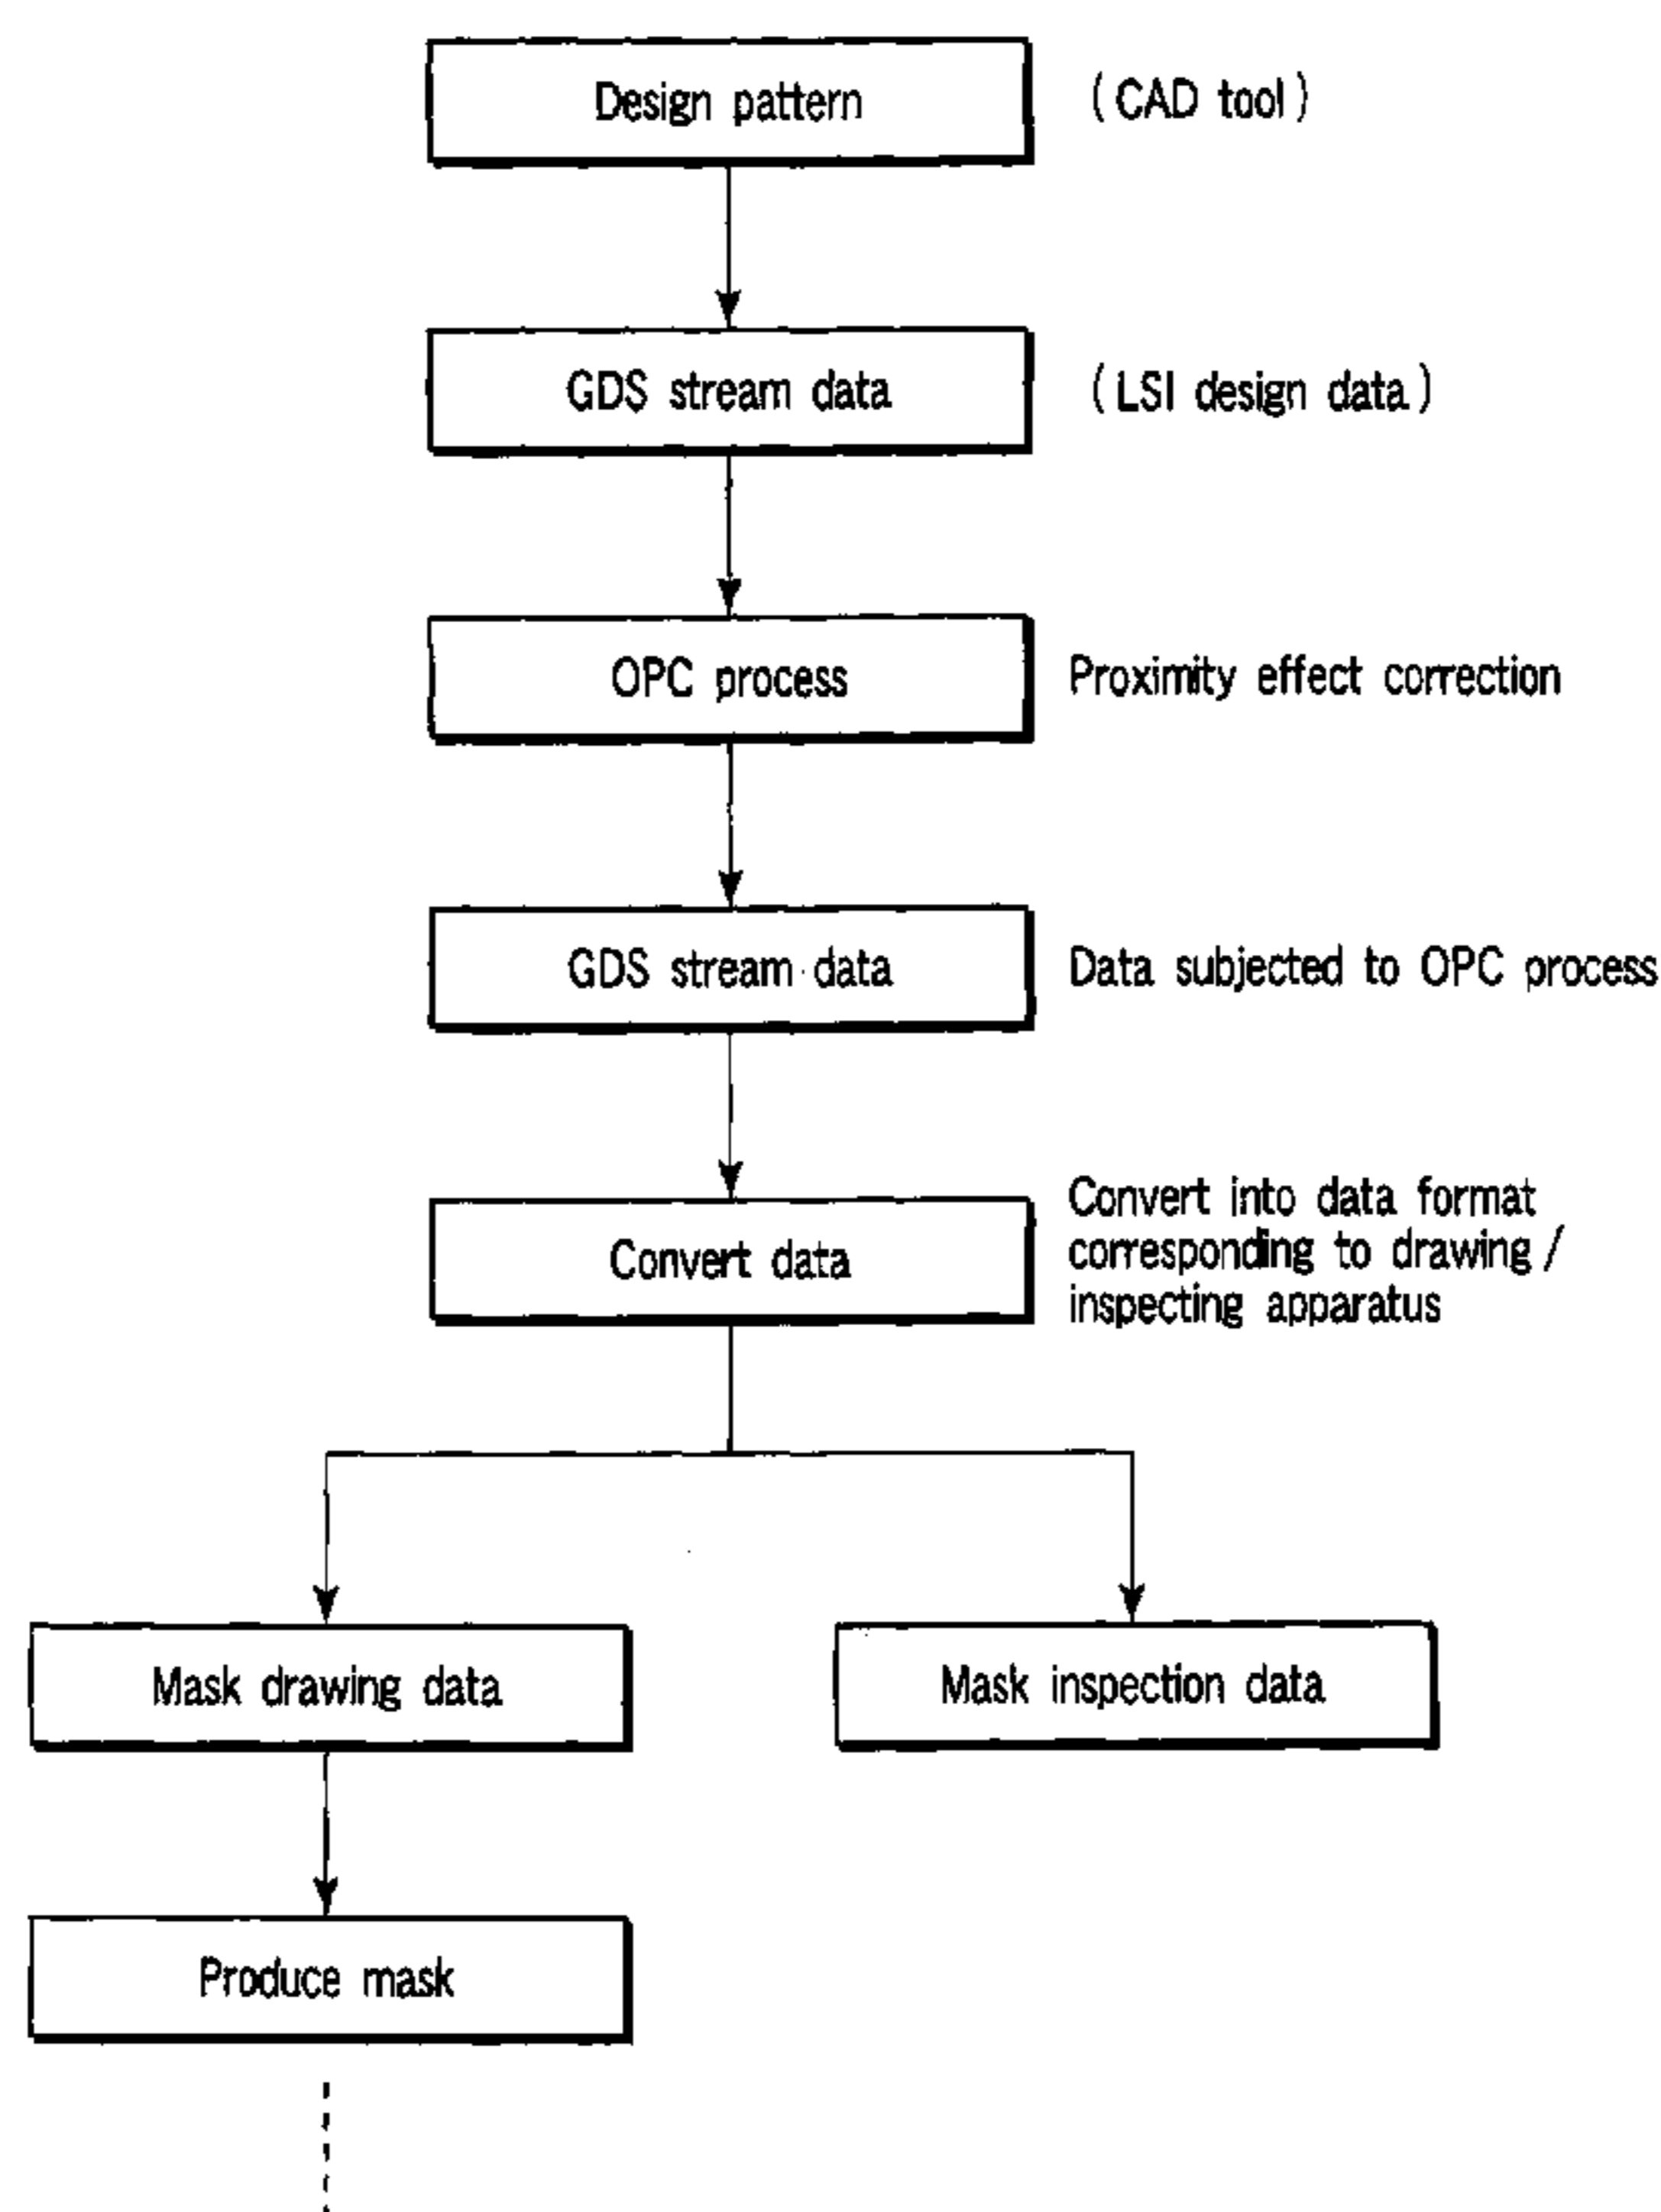 Design pattern
( CAD tool )
GDS stream data
( LSI design data )
OPC process
Proximity effect correction
GDS stream data
Data subjected to OPC process
Convert data
Convert into data format
corresponding to drawing /
inspecting apparatus
Mask drawing data
Mask inspection data
Produce mask